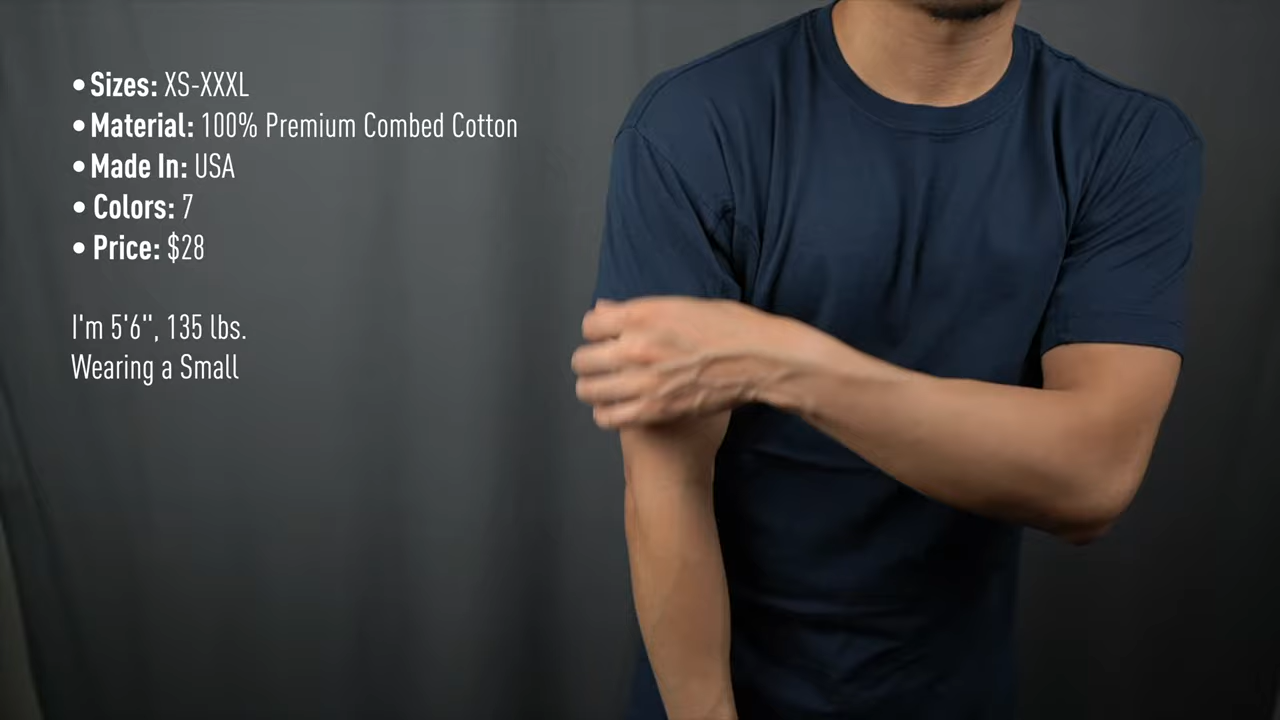 • Sizes: XS-XXXL
• Material: 100% Premium Combed Cotton
• Made In: USA
• Colors: 7
• Price: $28
I'm 5'6", 135 lbs.
Wearing a Small